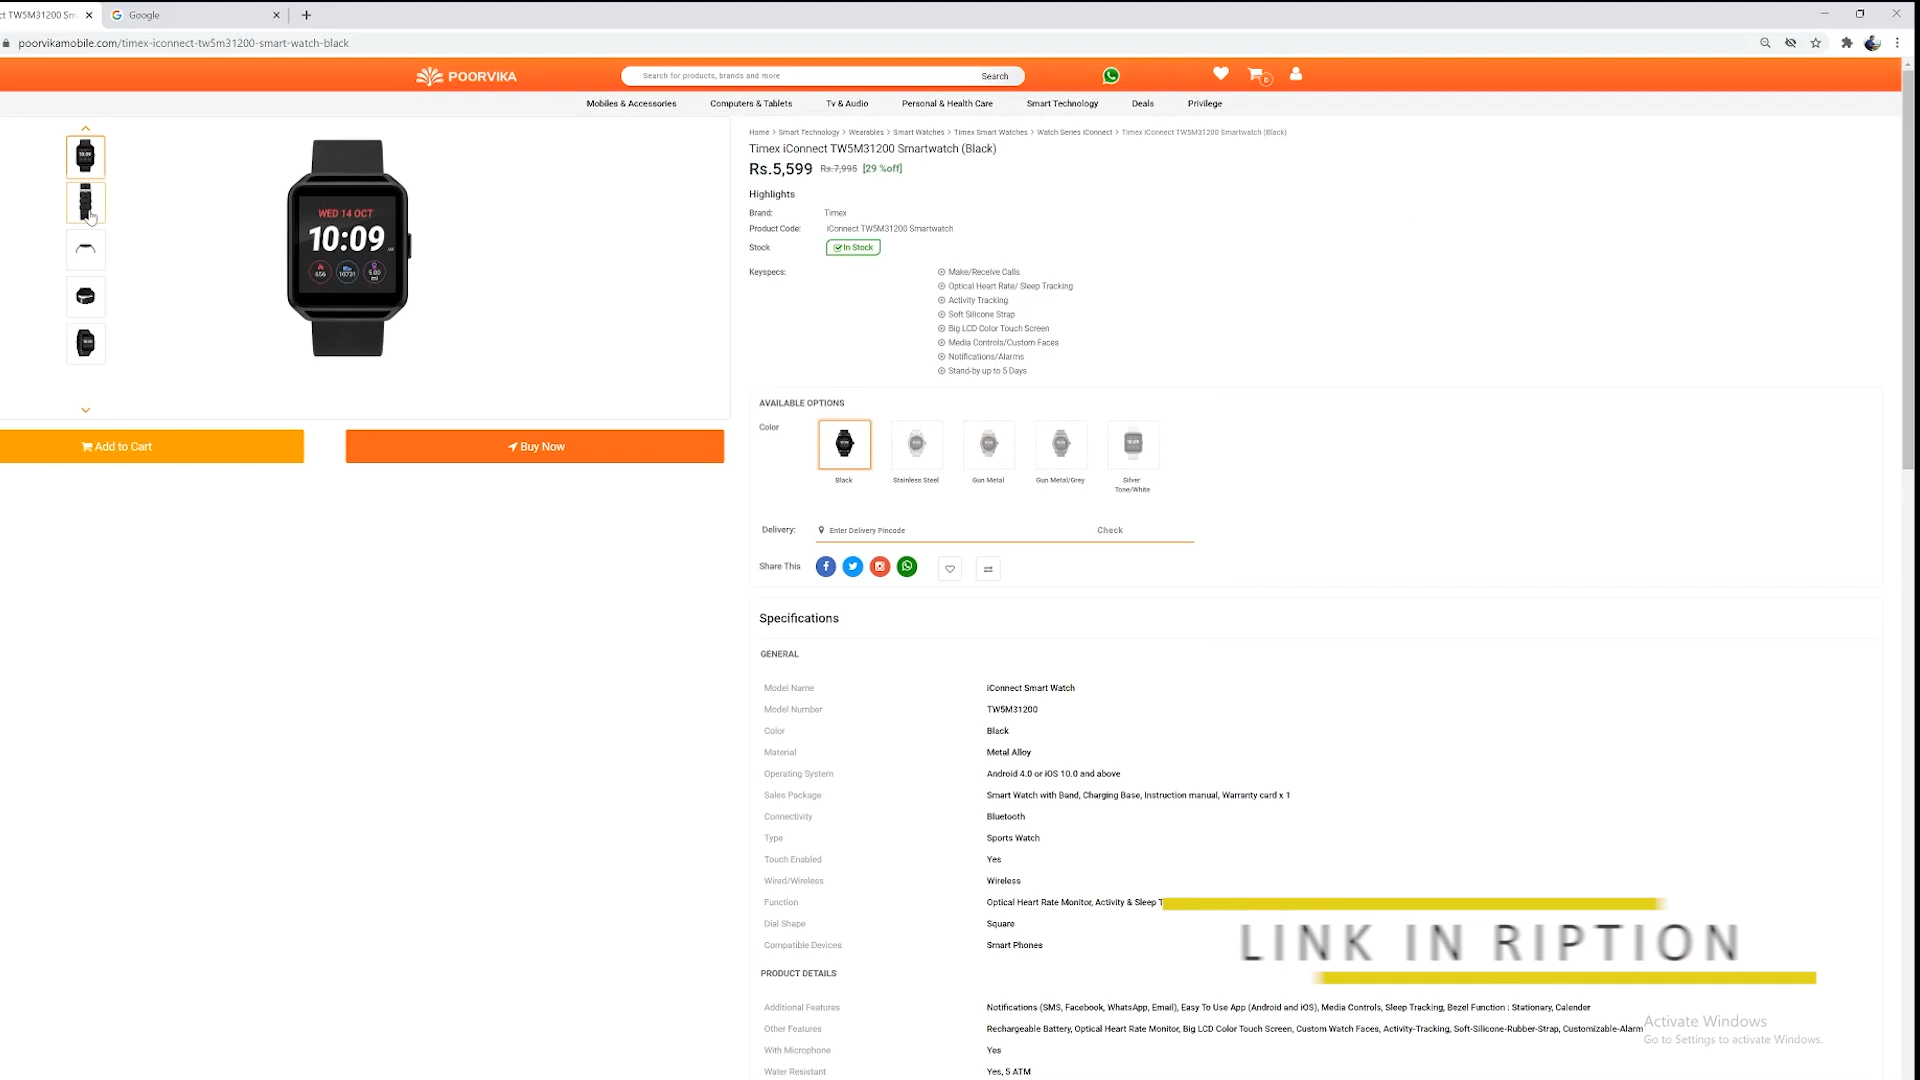 ct TW5M31200 Sm
Google
poorvikamobile.com/timex-iconnect-tw5m31200-smart-watch-black
POORVIKA
Search for products, brands and more
Search
0
Mobiles & Accessories
Computers & Tablets
Tv & Audio
Personal & Health Care
Smart Technology
Deals
Privilege
Home > Smart Technology > Wearables > Smart Watches > Timex Smart Watches > Watch Series iConnect > Timex iConnect TW5M31200 Smartwatch (Black)
Timex iConnect TW5M31200 Smartwatch (Black)
Rs.5,599 Rs.7,995 [29 %off]
Highlights
Brand: Timex
Product Code: iConnect TW5M31200 Smartwatch
Stock In Stock
Keyspecs:
Make/Receive Calls
Optical Heart Rate/ Sleep Tracking
Activity Tracking
Soft Silicone Strap
Big LCD Color Touch Screen
Media Controls/Custom Faces
Notifications/Alarms
Stand-by up to 5 Days
WED 14 OCT
10:09
656
10731
5.00
mi
Add to Cart
Buy Now
AVAILABLE OPTIONS
Color
Black
Stainless Steel
Gun Metal
Gun Metal/Grey
Silver
Tone/White
Delivery: Enter Delivery Pincode Check
Share This
Specifications
GENERAL
Model Name iConnect Smart Watch
Model Number TW5M31200
Color Black
Material Metal Alloy
Operating System Android 4.0 or iOS 10.0 and above
Sales Package Smart Watch with Band, Charging Base, Instruction manual, Warranty card x 1
Connectivity Bluetooth
Type Sports Watch
Touch Enabled Yes
Wired/Wireless Wireless
Function Optical Heart Rate Monitor, Activity & Sleep T
Dial Shape Square
Compatible Devices Smart Phones
LINK IN RIPTION
PRODUCT DETAILS
Additional Features Notifications (SMS, Facebook, WhatsApp, Email), Easy To Use App (Android and iOS), Media Controls, Sleep Tracking, Bezel Function : Stationary, Calender
Other Features Rechargeable Battery, Optical Heart Rate Monitor, Big LCD Color Touch Screen, Custom Watch Faces, Activity-Tracking, Soft-Silicone-Rubber-Strap, Customizable-Alarm
With Microphone Yes
Water Resistant Yes, 5 ATM
Activate Windows
Go to Settings to activate Windows.